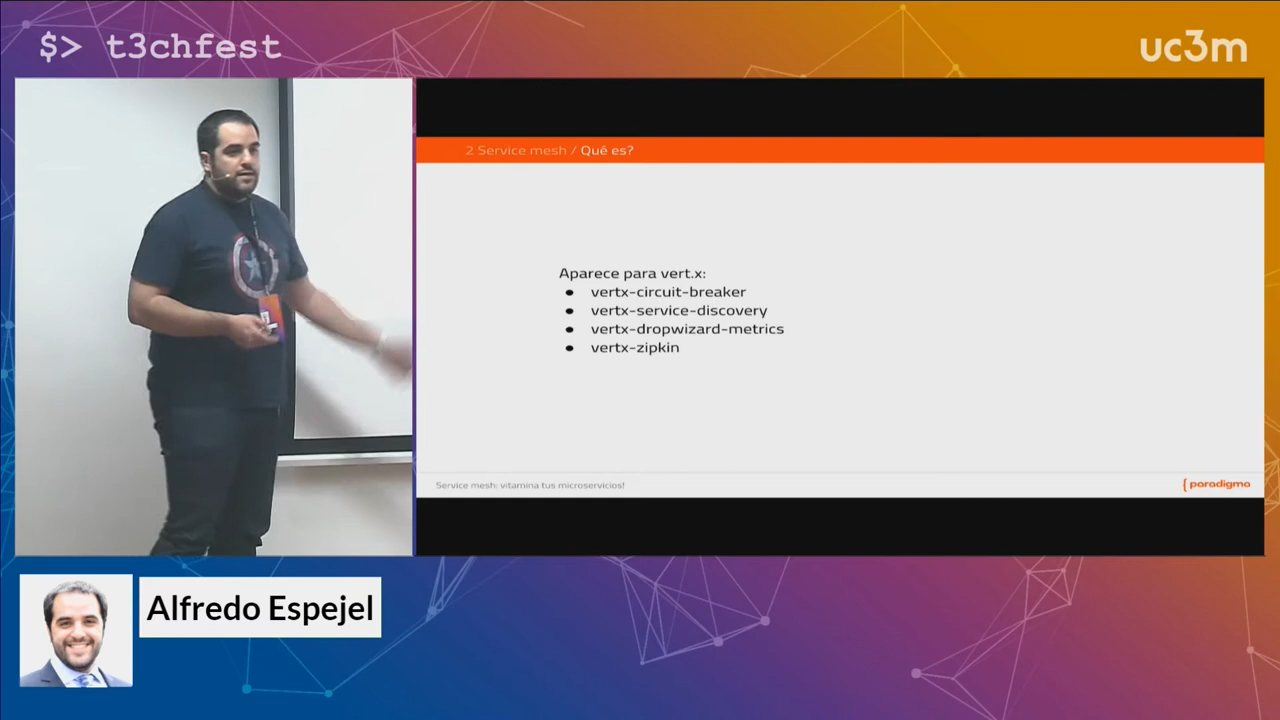 $> t3chfest
uc3m
2 Service mesh / Qué es?
Aparece para vert.x:
● vertx-circuit-breaker
● vertx-service-discovery
● vertx-dropwizard-metrics
● vertx-zipkin
Service mesh: vitamina tus microservicios!
{ paradigma
Alfredo Espejel